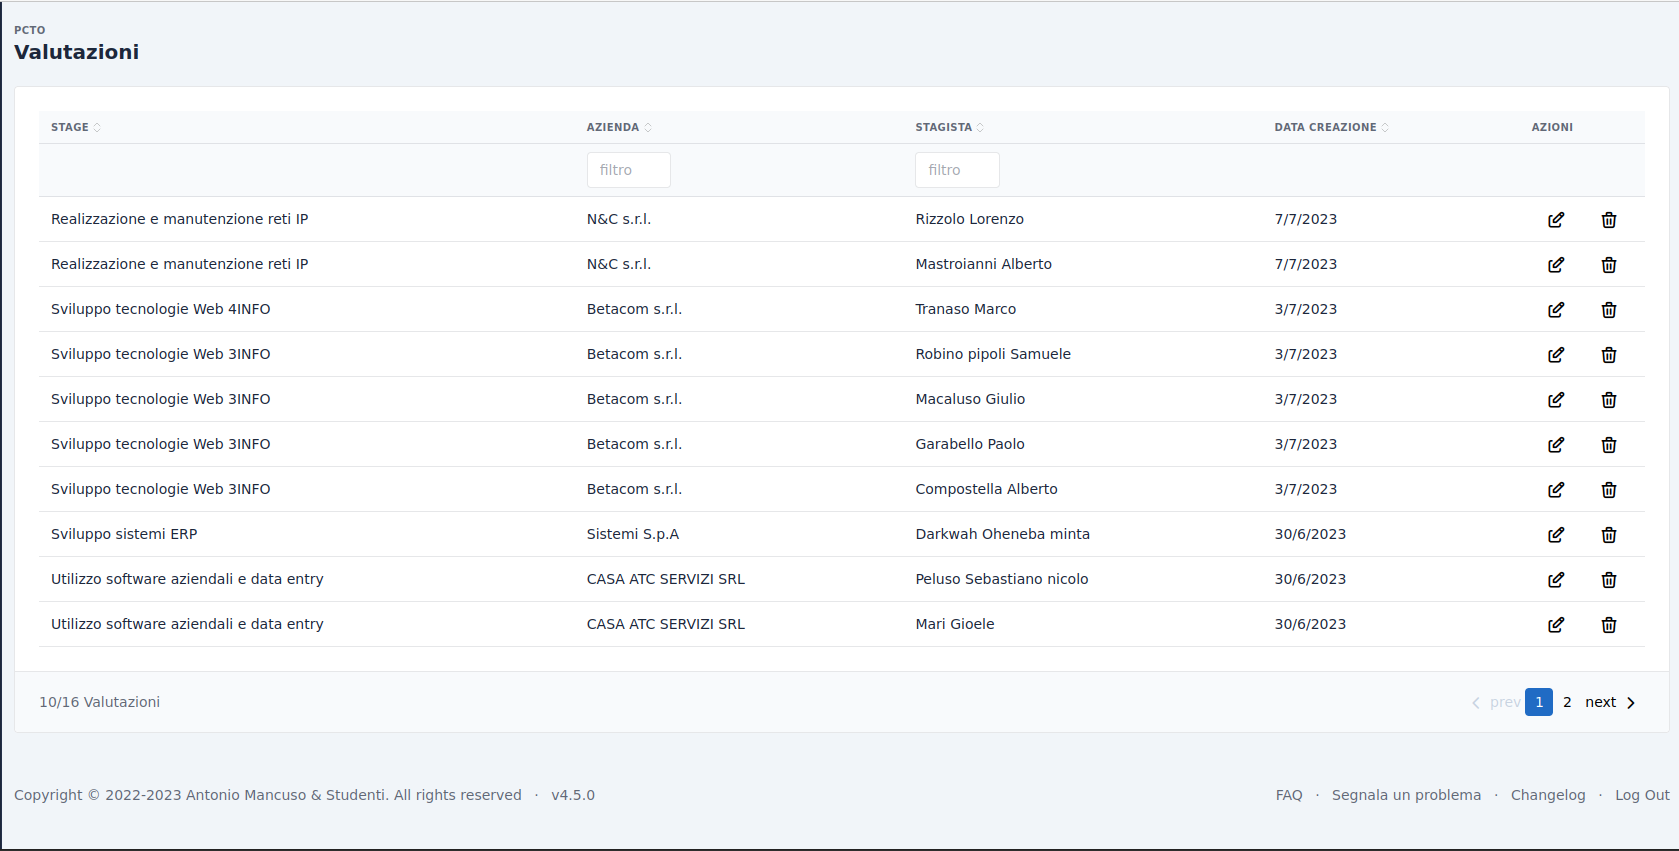 PCTO
Valutazioni
STAGE AZIENDA STAGISTA DATA CREAZIONE AZIONI
filtro filtro
Realizzazione e manutenzione reti IP N&C s.r.l. Rizzolo Lorenzo 7/7/2023
Realizzazione e manutenzione reti IP N&C s.r.l. Mastroianni Alberto 7/7/2023
Sviluppo tecnologie Web 4INFO Betacom s.r.l. Tranaso Marco 3/7/2023
Sviluppo tecnologie Web 3INFO Betacom s.r.l. Robino pipoli Samuele 3/7/2023
Sviluppo tecnologie Web 3INFO Betacom s.r.l. Macaluso Giulio 3/7/2023
Sviluppo tecnologie Web 3INFO Betacom s.r.l. Garabello Paolo 3/7/2023
Sviluppo tecnologie Web 3INFO Betacom s.r.l. Compostella Alberto 3/7/2023
Sviluppo sistemi ERP Sistemi S.p.A Darkwah Oheneba minta 30/6/2023
Utilizzo software aziendali e data entry CASA ATC SERVIZI SRL Peluso Sebastiano nicolo 30/6/2023
Utilizzo software aziendali e data entry CASA ATC SERVIZI SRL Mari Gioele 30/6/2023
10/16 Valutazioni prev 1 2 next
Copyright © 2022-2023 Antonio Mancuso & Studenti. All rights reserved · v4.5.0 FAQ · Segnala un problema · Changelog · Log Out